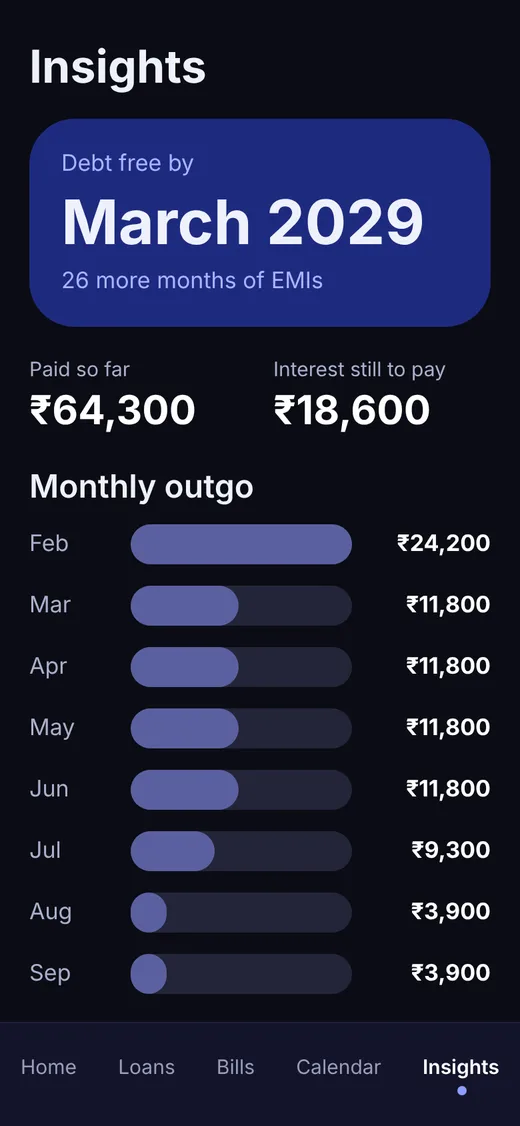 Insights
Debt free by
March 2029
26 more months of EMIs
Paid so far
₹64,300
Interest still to pay
₹18,600
Monthly outgo
Feb ₹24,200
Mar ₹11,800
Apr ₹11,800
May ₹11,800
Jun ₹11,800
Jul ₹9,300
Aug ₹3,900
Sep ₹3,900
Home Loans Bills Calendar Insights